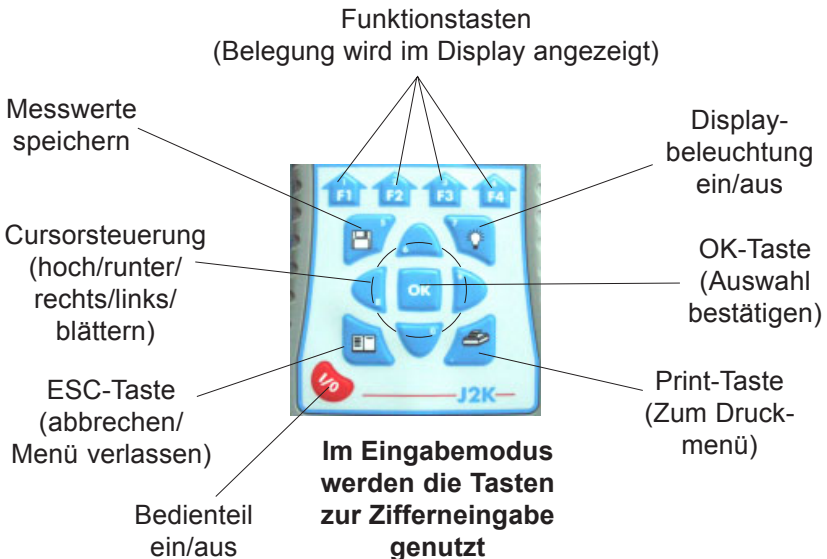 Funktionstasten
(Belegung wird im Display angezeigt)
Messwerte
speichern
Display-
beleuchtung
ein/aus
F1 F2 F3 F4
Cursorsteuerung
(hoch/runter/
rechts/links/
blättern)
OK
OK-Taste
(Auswahl
bestätigen)
ESC-Taste
(abbrechen/
Menü verlassen)
I/0
J2K
Print-Taste
(Zum Druck-
menü)
Bedienteil
ein/aus
Im Eingabemodus
werden die Tasten
zur Zifferneingabe
genutzt